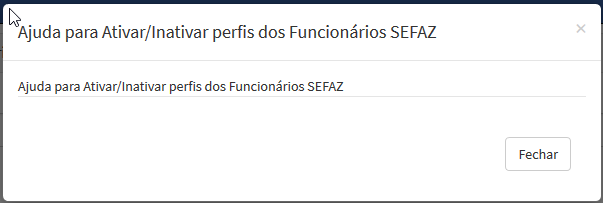 Ajuda para Ativar/Inativar perfis dos Funcionários SEFAZ
×
Ajuda para Ativar/Inativar perfis dos Funcionários SEFAZ
Fechar